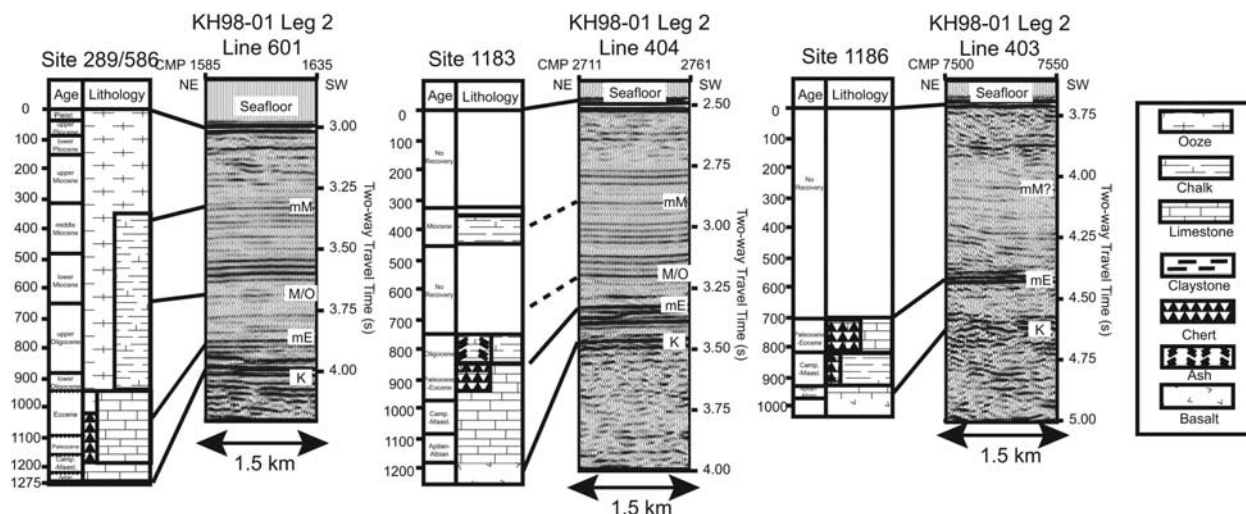 KH98-01 Leg 2
Line 601
Site 289/586
CMP 1585
1635
NE
SW
Age
Lithology
Seafloor
0
100
200
300
400
500
600
700
800
900
1000
1100
1200
1275
Pleist.
upper
Pliocene
lower
Pliocene
upper
Miocene
middle
Miocene
lower
Miocene
upper
Oligocene
lower
Oligocene
Eocene
Paleocene
Camp.
-Maast.
mM
M/O
mE
K
3.00
3.25
3.50
3.75
4.00
Two-way Travel Time (s)
1.5 km
KH98-01 Leg 2
Line 404
Site 1183
CMP 2711
2761
NE
SW
Age
Lithology
Seafloor
0
100
200
300
400
500
600
700
800
900
1000
1100
1200
No
Recovery
Miocene
No
Recovery
Oligocene
Paleocene
-Eocene
Camp.
-Maast.
Aptian-
Albian
mM
M/O
mE
K
2.50
2.75
3.00
3.25
3.50
3.75
4.00
Two-way Travel Time (s)
1.5 km
KH98-01 Leg 2
Line 403
Site 1186
CMP 7500
7550
NE
SW
Age
Lithology
Seafloor
0
100
200
300
400
500
600
700
800
900
1000
No
Recovery
Paleocene
-Eocene
Camp.
-Maast.
mM?
mE
K
3.75
4.00
4.25
4.50
4.75
5.00
Two-way Travel Time (s)
1.5 km
Ooze
Chalk
Limestone
Claystone
Chert
Ash
Basalt